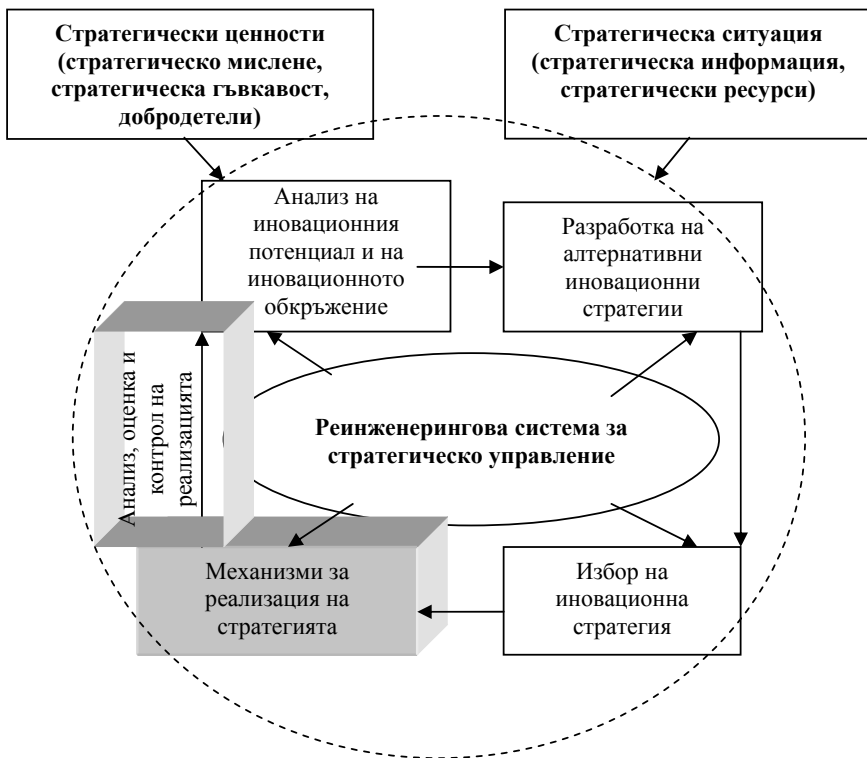 Стратегически ценности
(стратегическо мислене,
стратегическа гъвкавост,
добродетели)
Стратегическа ситуация
(стратегическа информация,
стратегически ресурси)
Анализ на
иновационния
потенциал и на
иновационното
обкръжение
Разработка на
алтернативни
иновационни
стратегии
Анализ, оценка и
контрол на
реализацията
Реинженерингова система за
стратегическо управление
Механизми за
реализация на
стратегията
Избор на
иновационна
стратегия